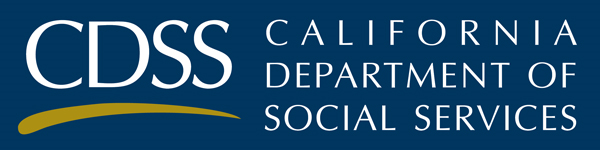 CDSS
CALIFORNIA
DEPARTMENT OF
SOCIAL SERVICES